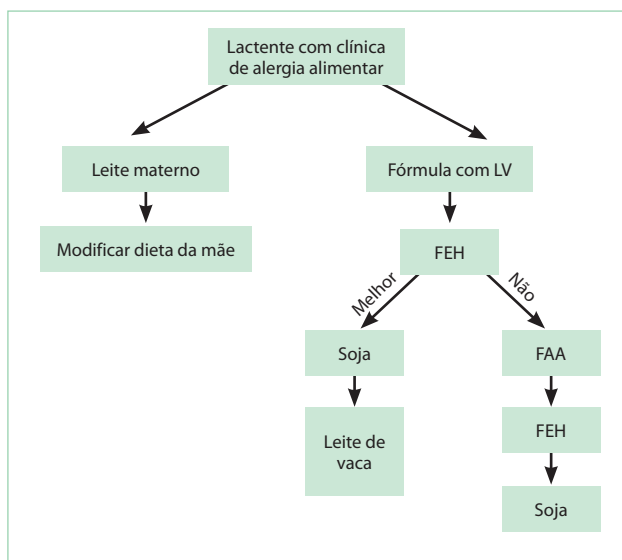 Lactente com clínica
de alergia alimentar
Leite materno
Fórmula com LV
Modificar dieta da mãe
FEH
Melhor
Não
Soja
FAA
Leite de
vaca
FEH
Soja